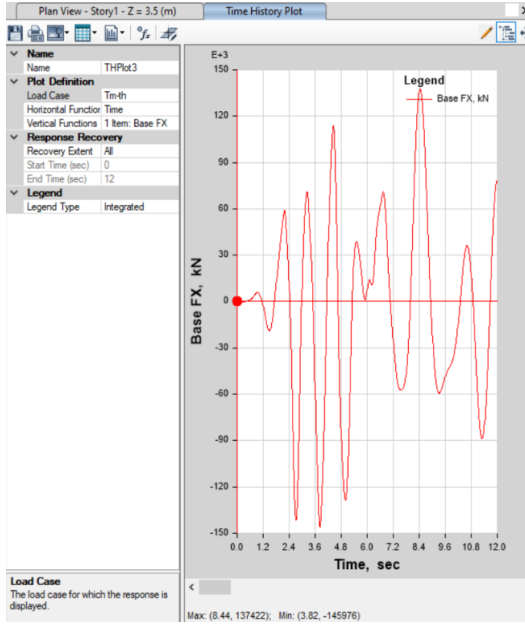 Plan View - Story1 - Z = 3.5 (m)
Time History Plot
Name
Name THPlot3
Plot Definition
Load Case Tm-th
Horizontal Function Time
Vertical Functions 1 Item: Base FX
Response Recovery
Recovery Extent All
Start Time (sec) 0
End Time (sec) 12
Legend
Legend Type Integrated
Load Case
The load case for which the response is
displayed.
E+3
150
120
90
60
30
0
-30
-60
-90
-120
-150
Base FX, kN
Legend
Base FX, kN
0.0 1.2 2.4 3.6 4.8 6.0 7.2 8.4 9.6 10.8 12.0
Time, sec
Max: (8.44, 137422); Min: (3.82, -145976)